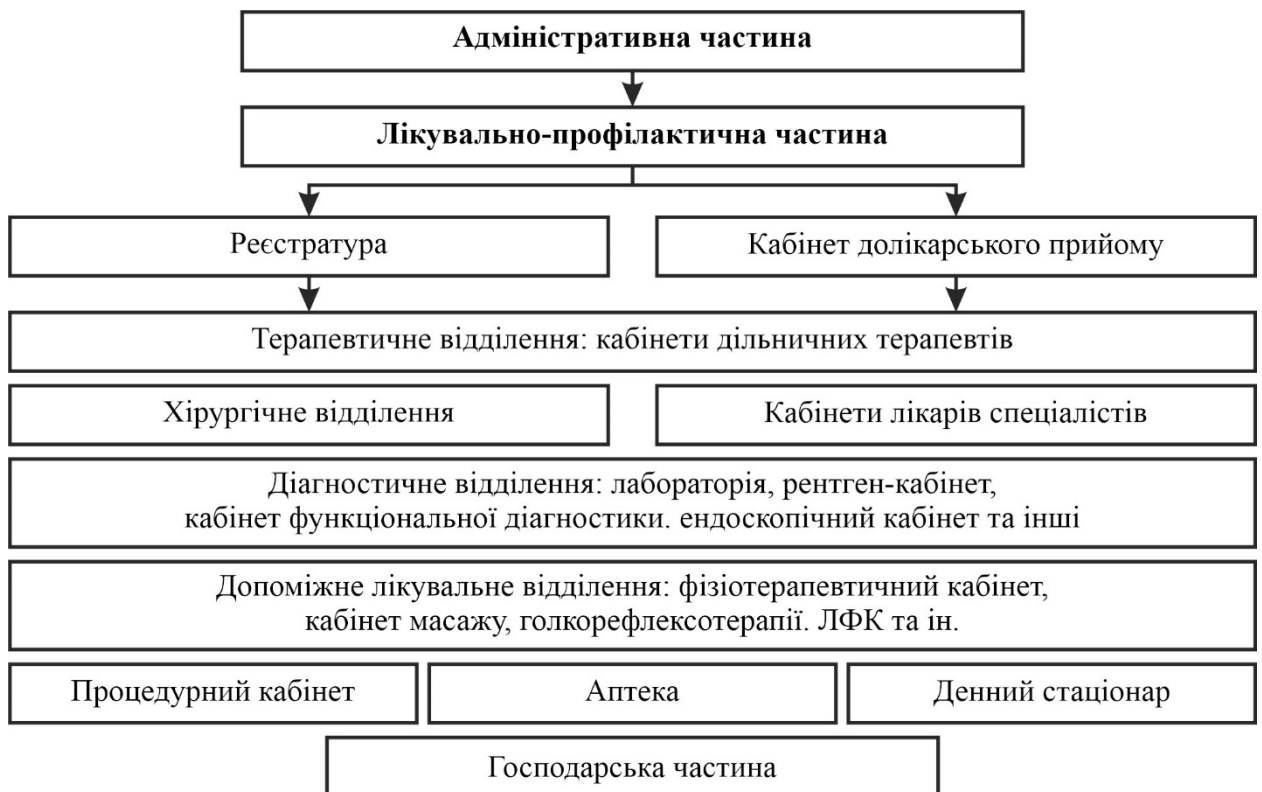 Адміністративна частина
Лікувально-профілактична частина
Реєстратура
Кабінет долікарського прийому
Терапевтичне відділення: кабінети дільничних терапевтів
Хірургічне відділення
Кабінети лікарів спеціалістів
Діагностичне відділення: лабораторія, рентген-кабінет,
кабінет функціональної діагностики. ендоскопічний кабінет та інші
Допоміжне лікувальне відділення: фізіотерапевтичний кабінет,
кабінет масажу, голкорефлексотерапії. ЛФК та ін.
Процедурний кабінет
Аптека
Денний стаціонар
Господарська частина